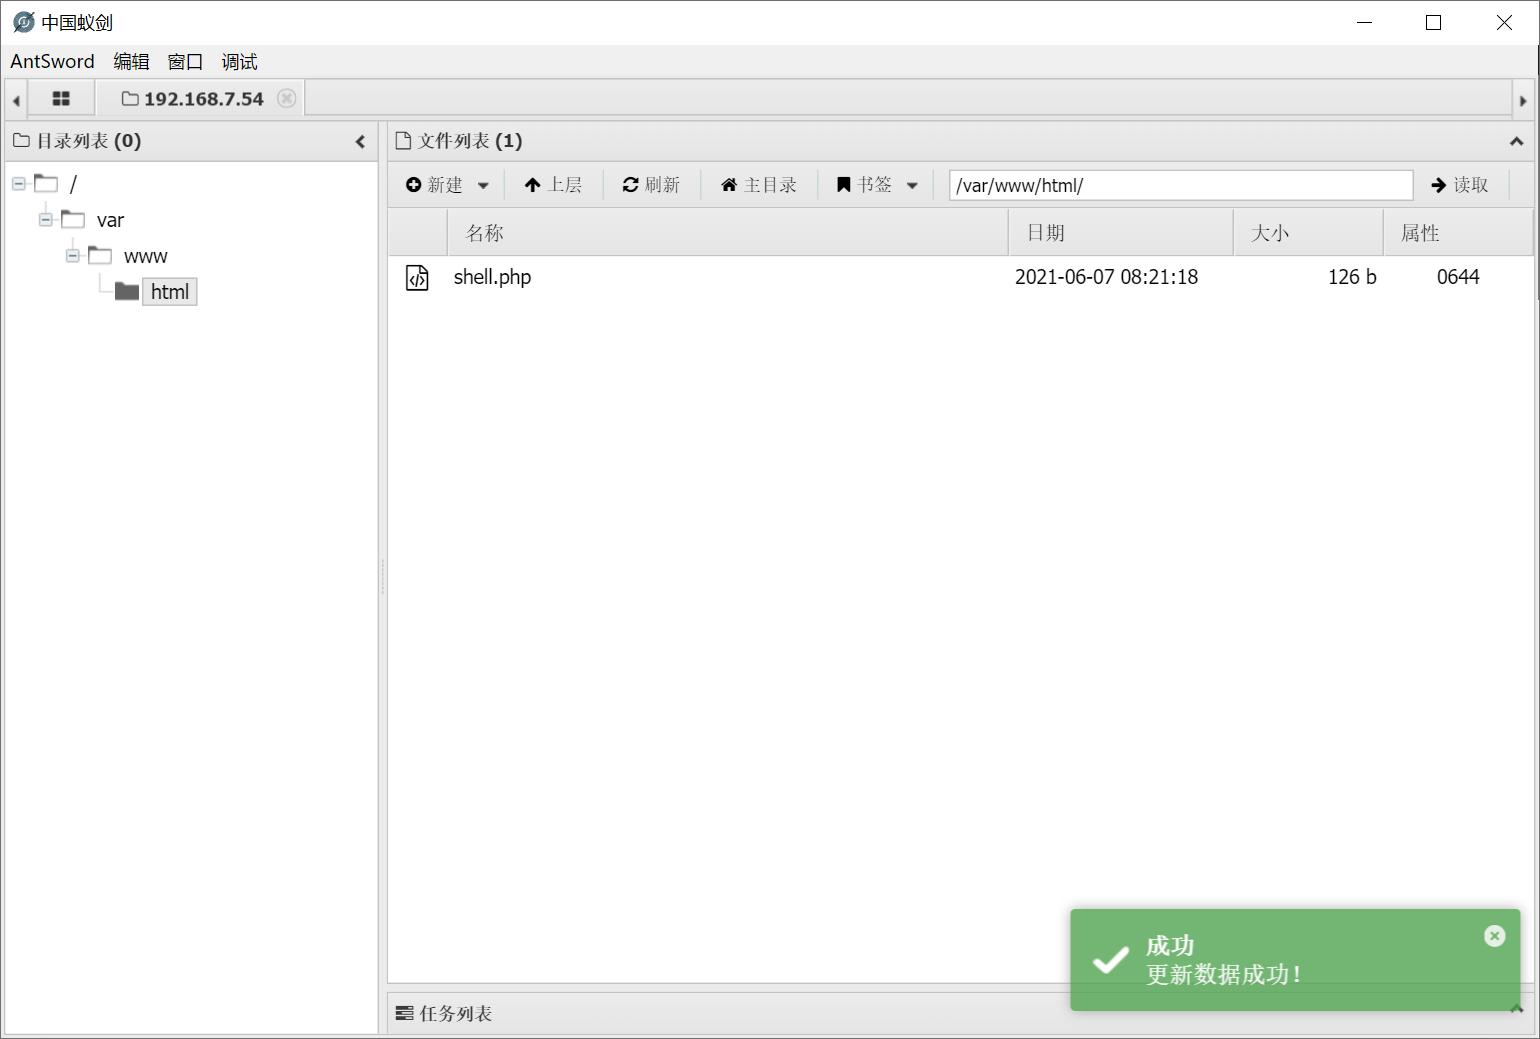 中国蚁剑
AntSword 编辑 窗口 调试
192.168.7.54
目录列表 (0)
文件列表 (1)
新建 上层 刷新 主目录 书签 /var/www/html/ 读取
/
var
www
html
名称 日期 大小 属性
shell.php 2021-06-07 08:21:18 126 b 0644
成功
更新数据成功!
任务列表